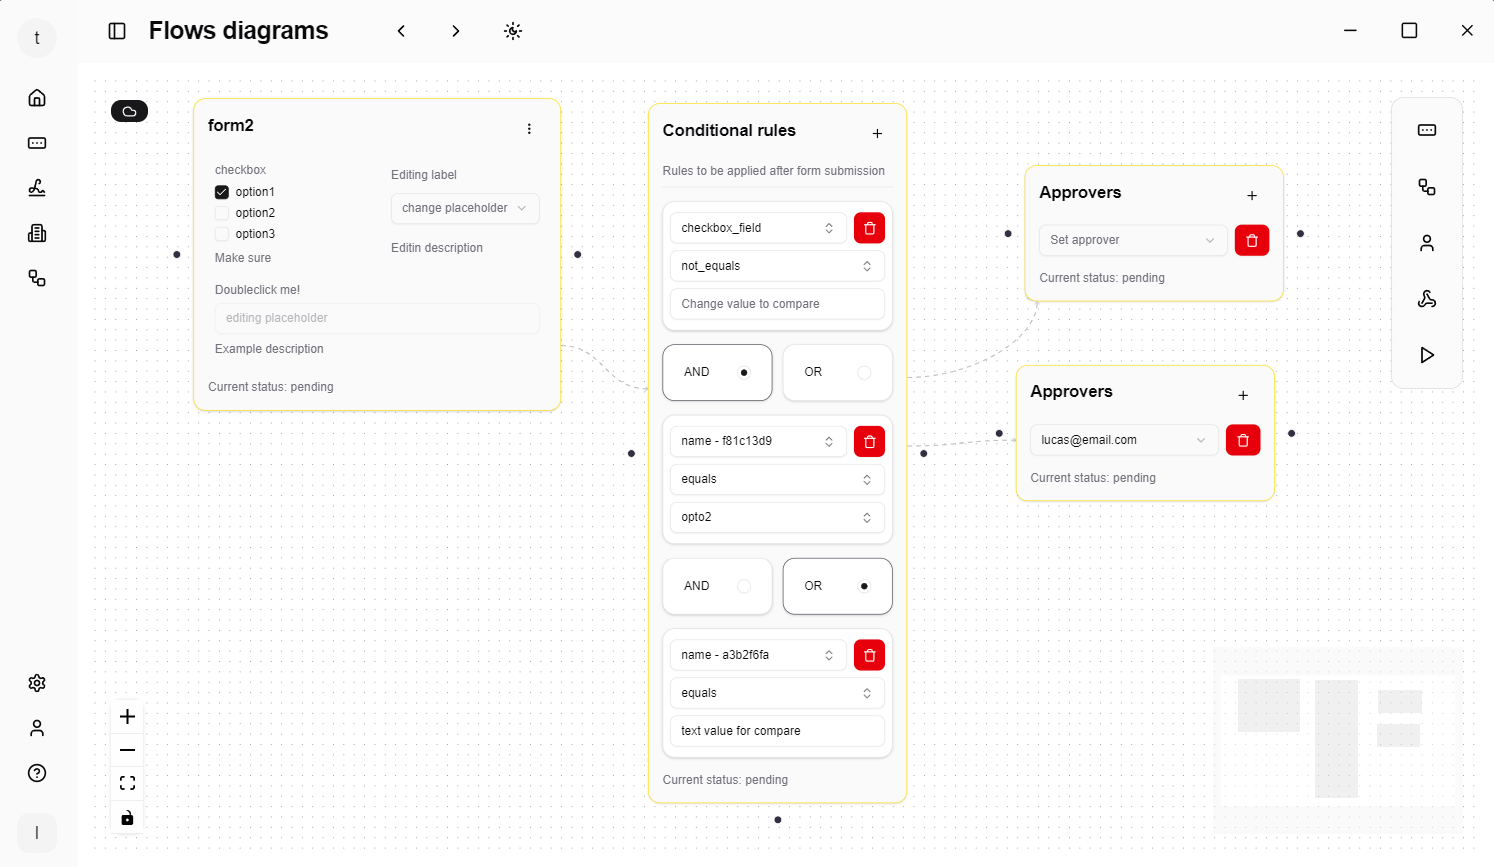 t
Flows diagrams
form2
checkbox
option1
option2
option3
Make sure
Editing label
change placeholder
Editin description
Doubleclick me!
editing placeholder
Example description
Current status: pending
Conditional rules
Rules to be applied after form submission
checkbox_field
not_equals
Change value to compare
AND
OR
name - f81c13d9
equals
opto2
AND
OR
name - a3b2f6fa
equals
text value for compare
Current status: pending
Approvers
Set approver
Current status: pending
Approvers
lucas@email.com
Current status: pending
l